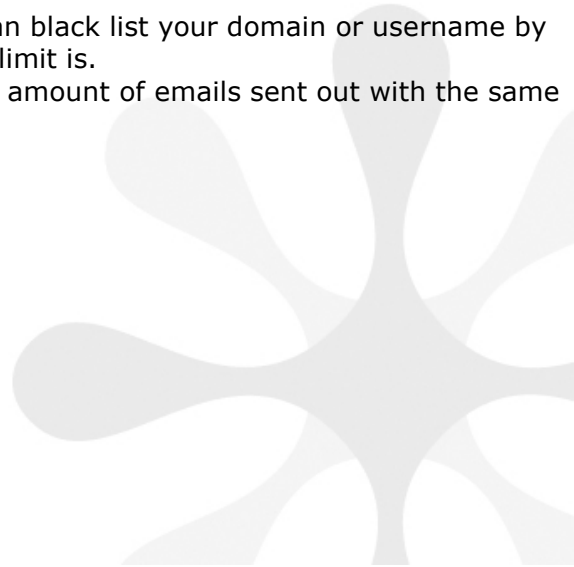 an black list your domain or username by
limit is.
amount of emails sent out with the same